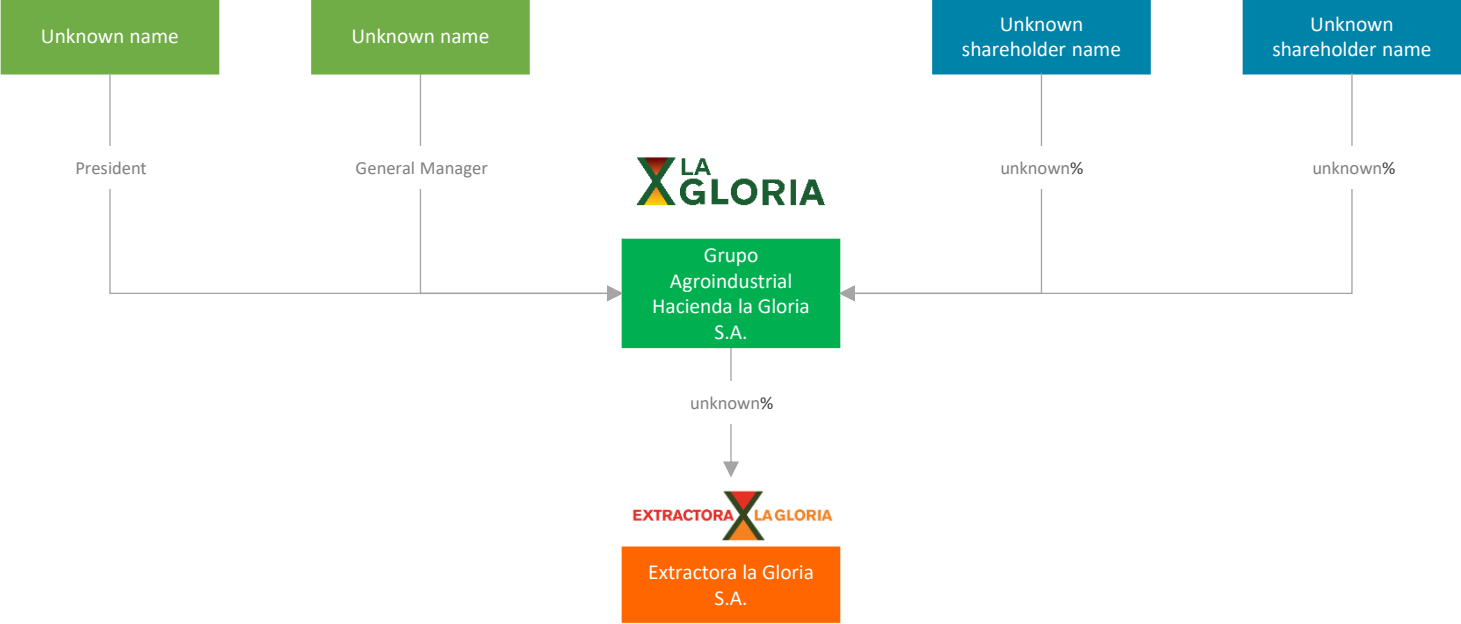 Unknown name
Unknown name
Unknown
shareholder name
Unknown
shareholder name
President
General Manager
unknown%
unknown%
LA
GLORIA
Grupo
Agroindustrial
Hacienda la Gloria
S.A.
unknown%
EXTRACTORA LA GLORIA
Extractora la Gloria
S.A.